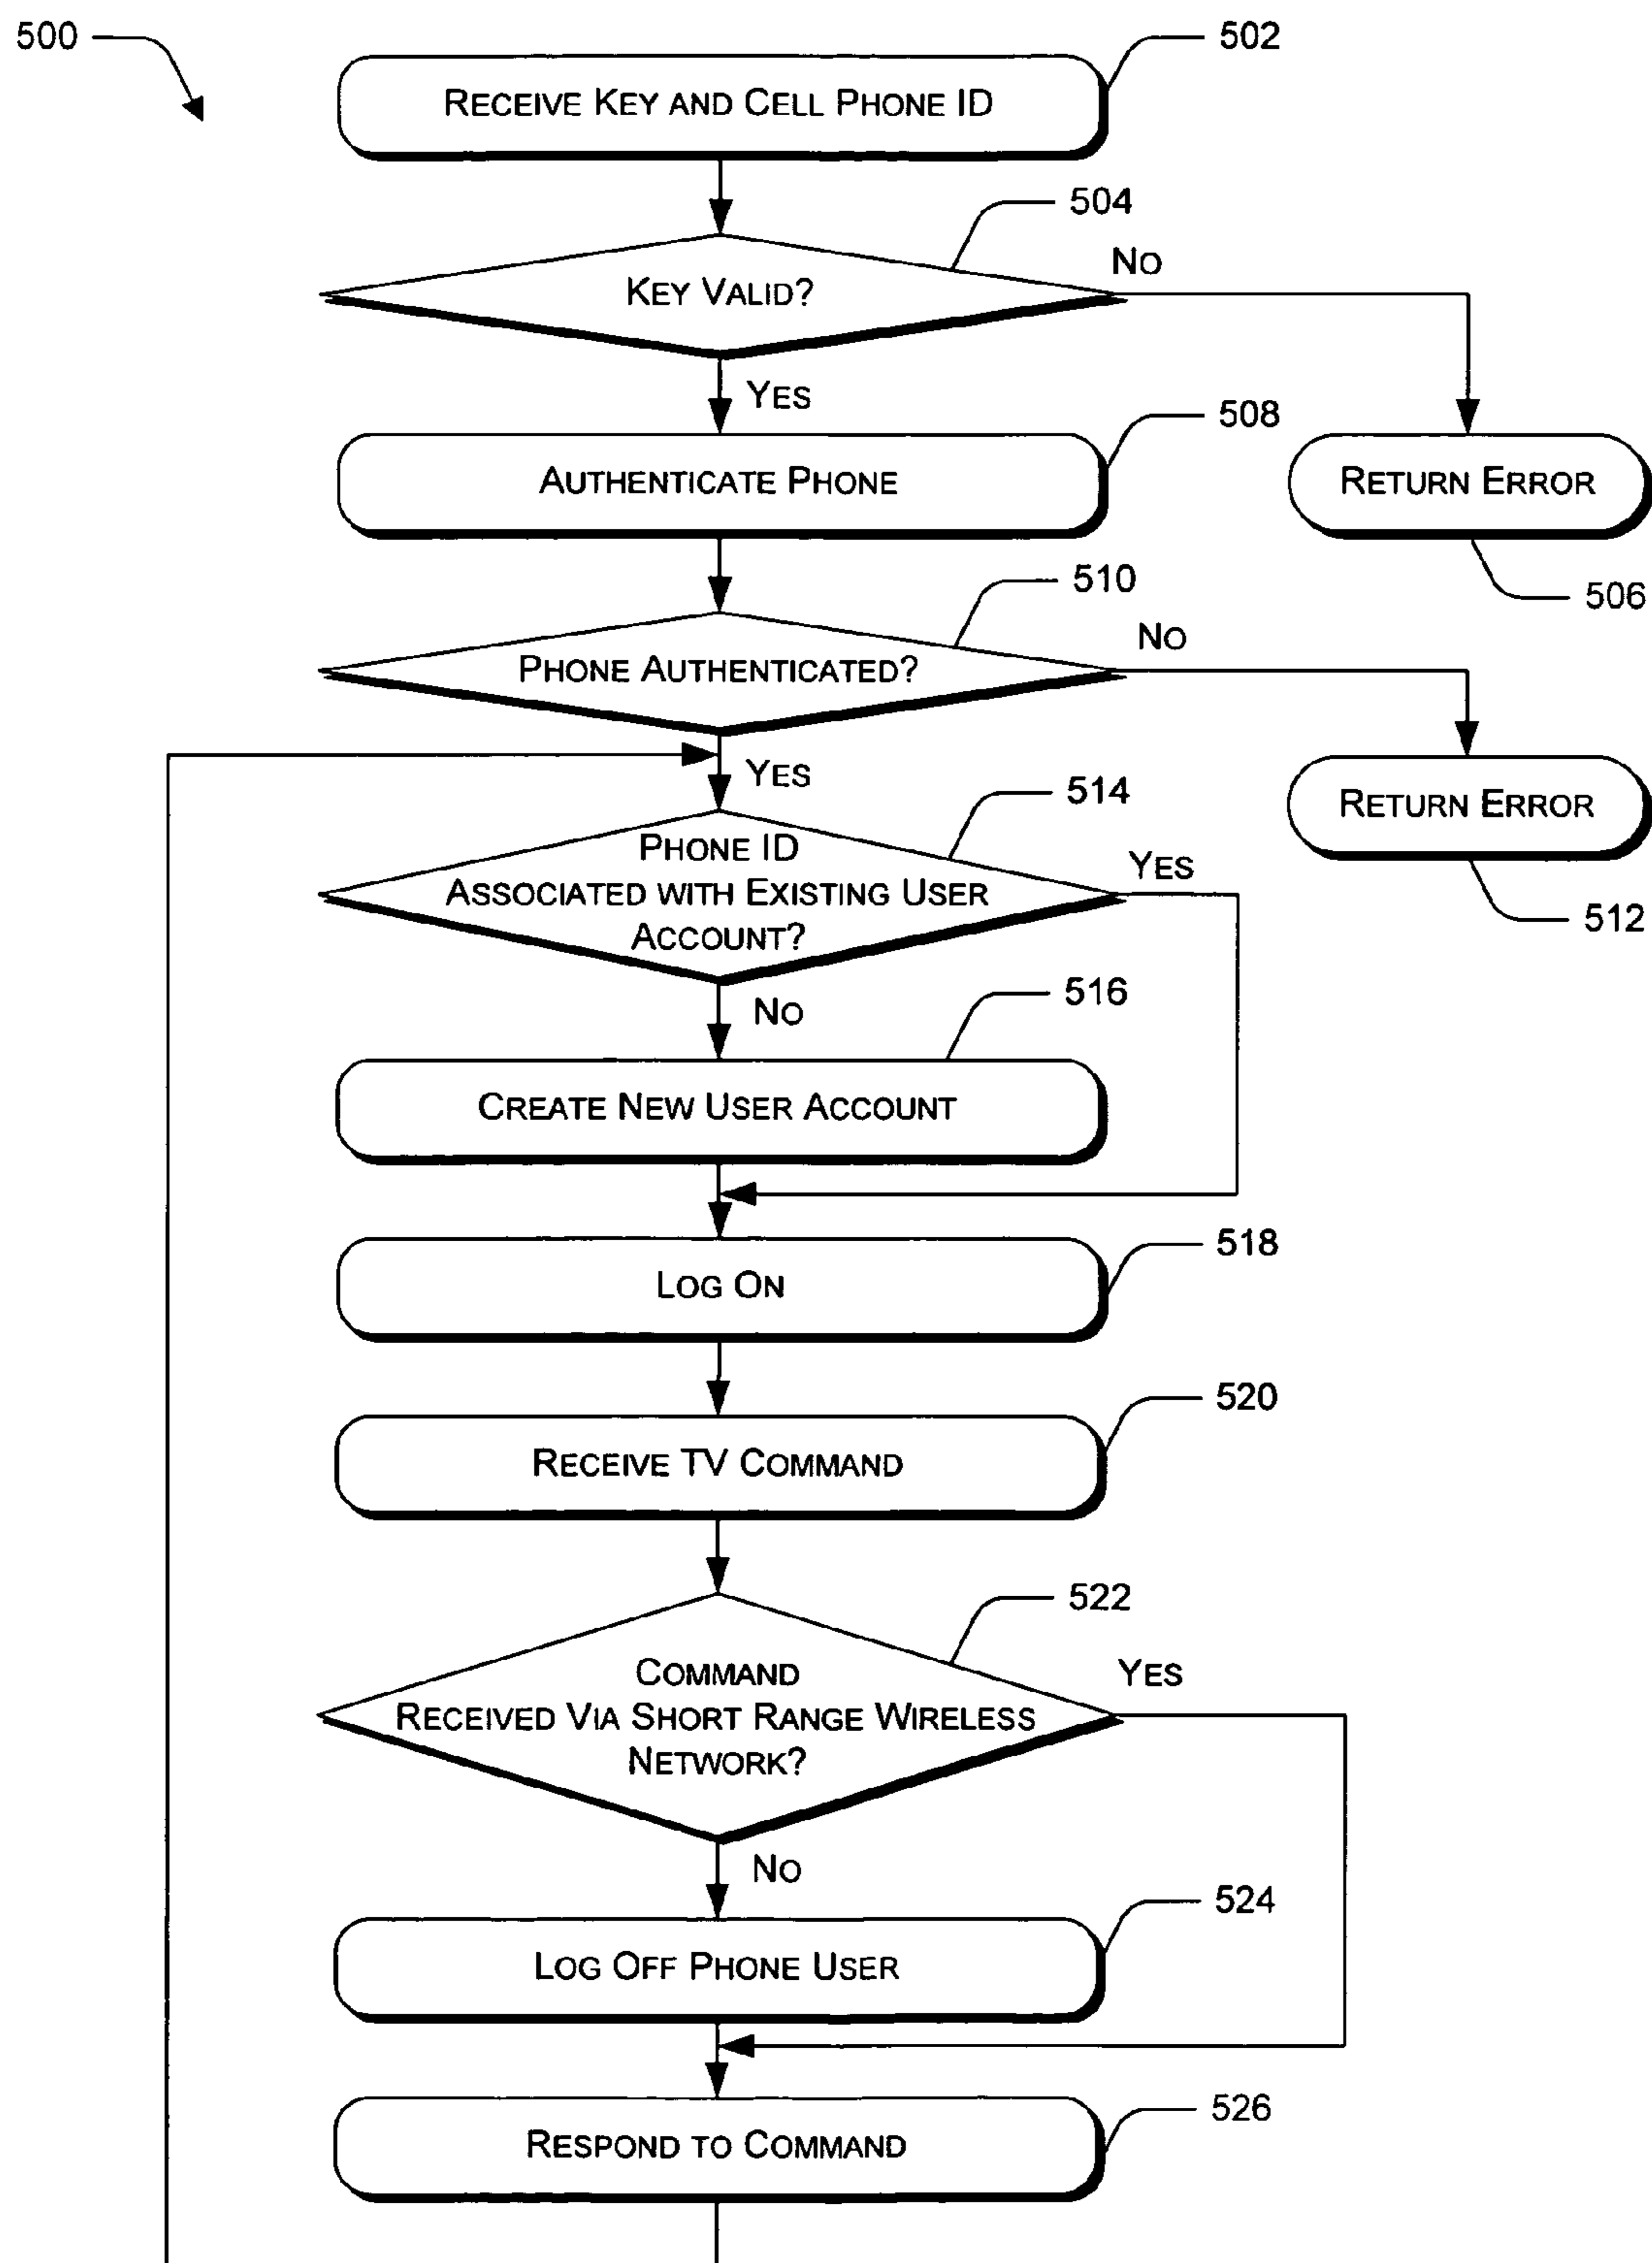 500
502
RECEIVE KEY AND CELL PHONE ID
504
KEY VALID?
NO
YES
508
AUTHENTICATE PHONE
RETURN ERROR
506
510
PHONE AUTHENTICATED?
NO
YES
RETURN ERROR
512
514
PHONE ID
ASSOCIATED WITH EXISTING USER
ACCOUNT?
YES
NO
516
CREATE NEW USER ACCOUNT
518
LOG ON
520
RECEIVE TV COMMAND
522
COMMAND
RECEIVED VIA SHORT RANGE WIRELESS
NETWORK?
YES
NO
524
LOG OFF PHONE USER
526
RESPOND TO COMMAND